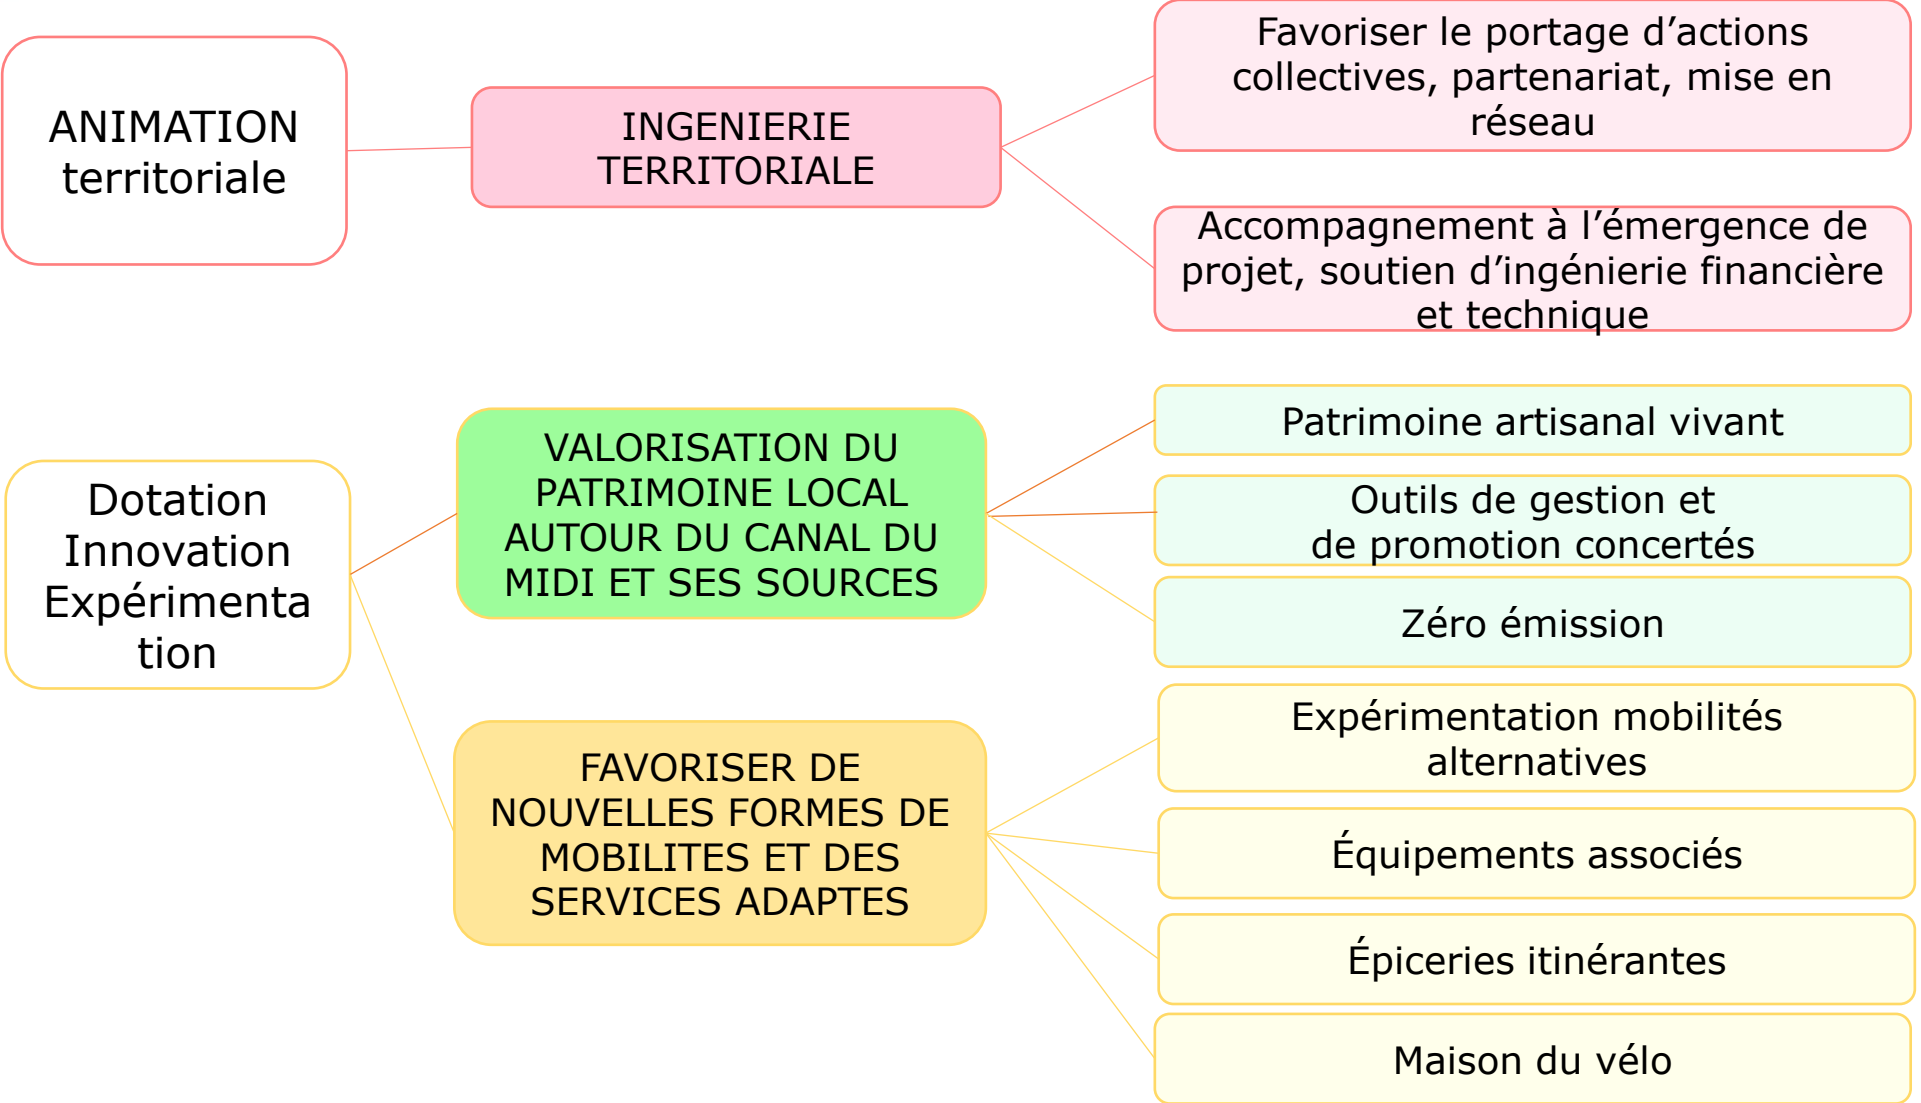 ANIMATION
territoriale
INGENIERIE
TERRITORIALE
Favoriser le portage d’actions
collectives, partenariat, mise en
réseau
Accompagnement à l’émergence de
projet, soutien d’ingénierie financière
et technique
Dotation
Innovation
Expérimenta
tion
VALORISATION DU
PATRIMOINE LOCAL
AUTOUR DU CANAL DU
MIDI ET SES SOURCES
Patrimoine artisanal vivant
Outils de gestion et
de promotion concertés
Zéro émission
FAVORISER DE
NOUVELLES FORMES DE
MOBILITES ET DES
SERVICES ADAPTES
Expérimentation mobilités
alternatives
Équipements associés
Épiceries itinérantes
Maison du vélo